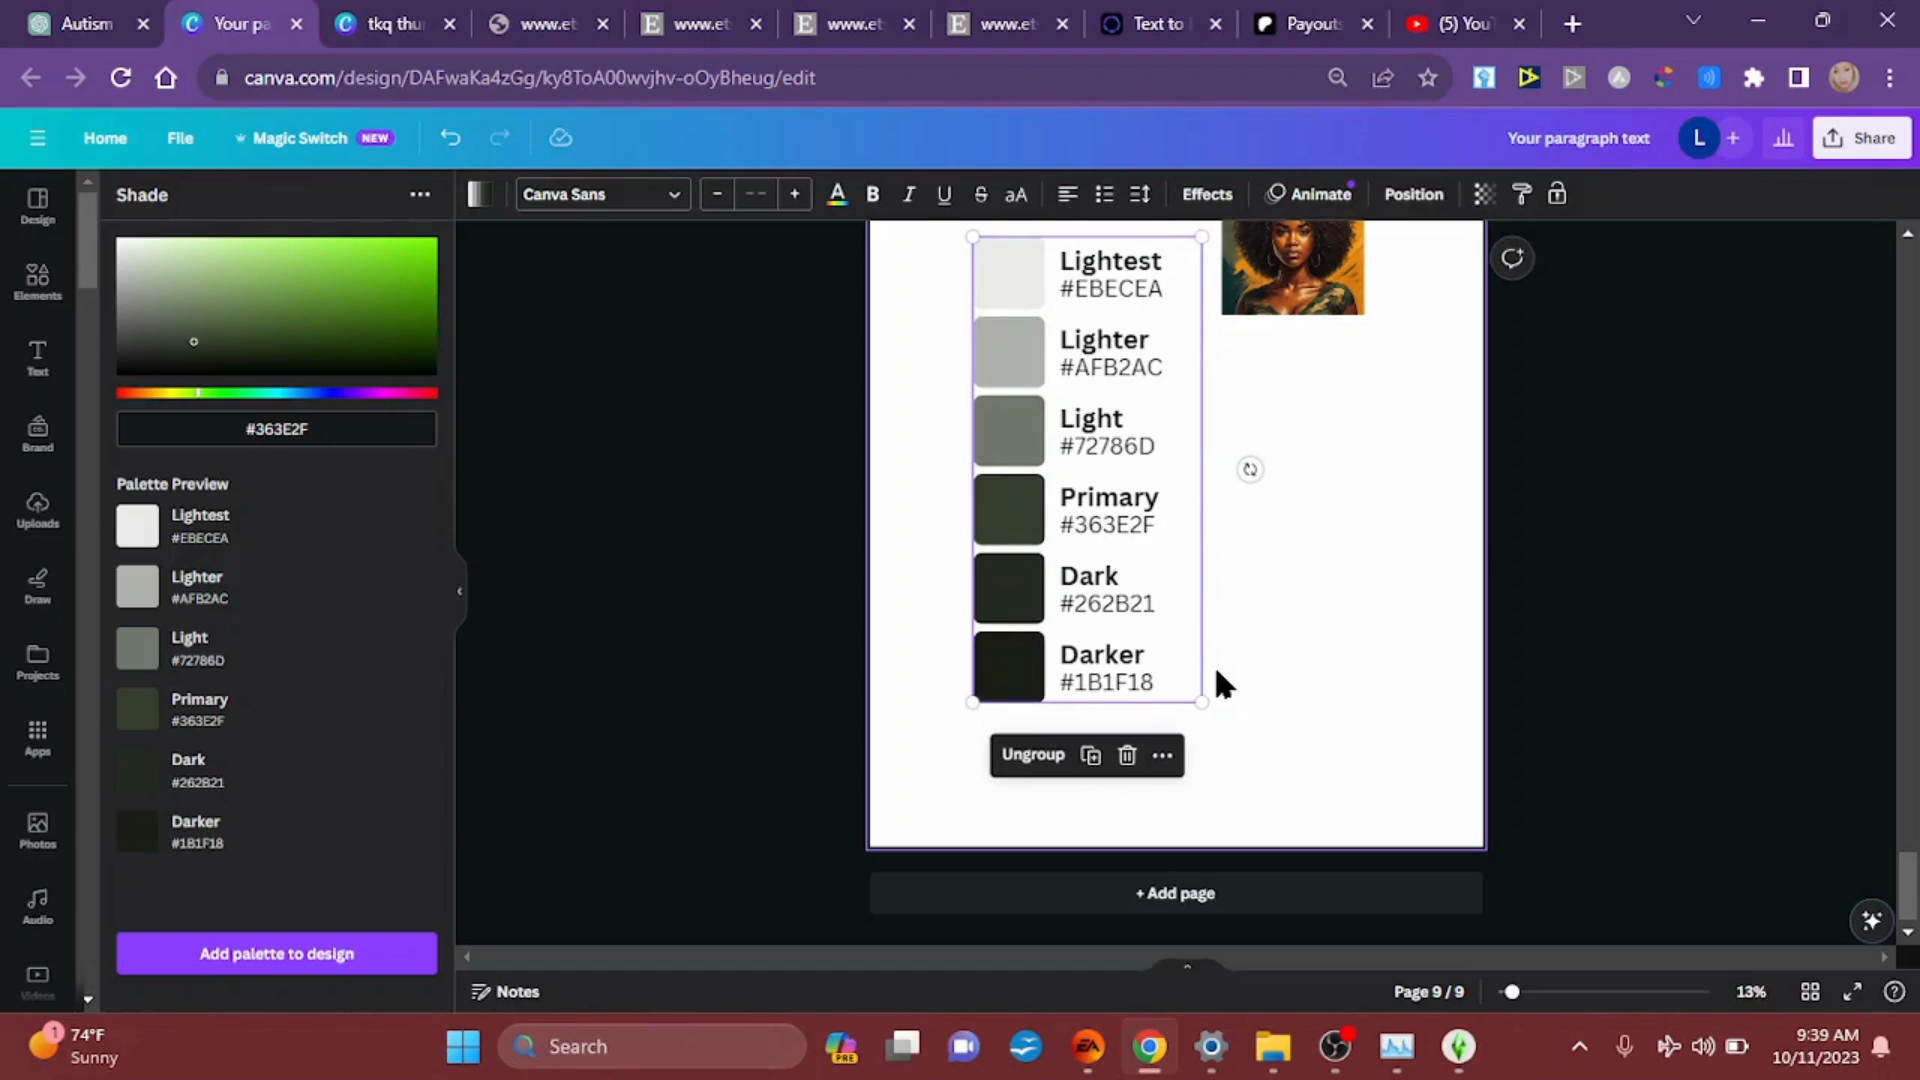 Autism
Your pa
tkq thu
www.et
www.et
www.et
www.et
Text to
Payout
(5) You
canva.com/design/DAFwaKa4zGg/ky8ToA00wvjhv-oOyBheug/edit
Home
File
Magic Switch
NEW
Your paragraph text
L
Share
Design
Elements
Text
Brand
Uploads
Draw
Projects
Apps
Photos
Audio
Videos
Shade
#363E2F
Palette Preview
Lightest
#EBECEA
Lighter
#AFB2AC
Light
#72786D
Primary
#363E2F
Dark
#262B21
Darker
#1B1F18
Add palette to design
Canva Sans
- -- +
A B I U S aA
Effects
Animate
Position
Lightest
#EBECEA
Lighter
#AFB2AC
Light
#72786D
Primary
#363E2F
Dark
#262B21
Darker
#1B1F18
Ungroup
+ Add page
Notes
Page 9 / 9
13%
1
74°F
Sunny
Search
PRE
EA
9:39 AM
10/11/2023